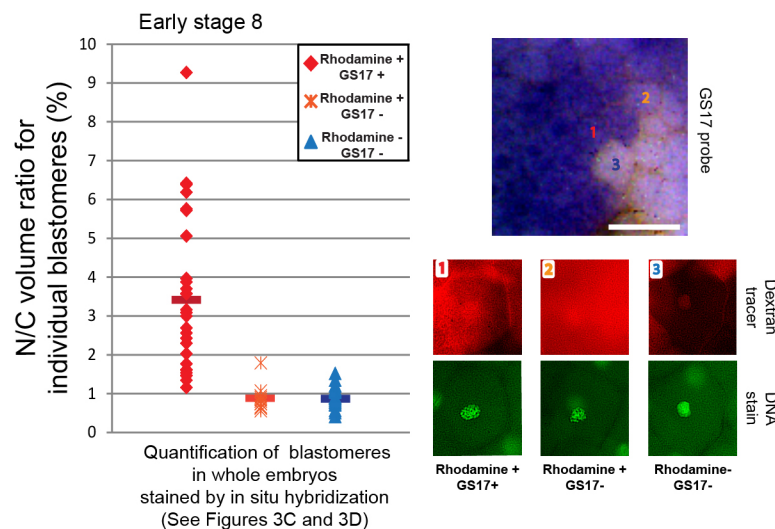 Early stage 8
N/C volume ratio for
individual blastomeres (%)
10
9
8
7
6
5
4
3
2
1
0
Rhodamine +
GS17 +
Rhodamine +
GS17 -
Rhodamine -
GS17 -
Quantification of blastomeres
in whole embryos
stained by in situ hybridization
(See Figures 3C and 3D)
1
2
3
GS17 probe
1
2
3
Dextran
tracer
DNA
stain
Rhodamine +
GS17+
Rhodamine +
GS17-
Rhodamine-
GS17-